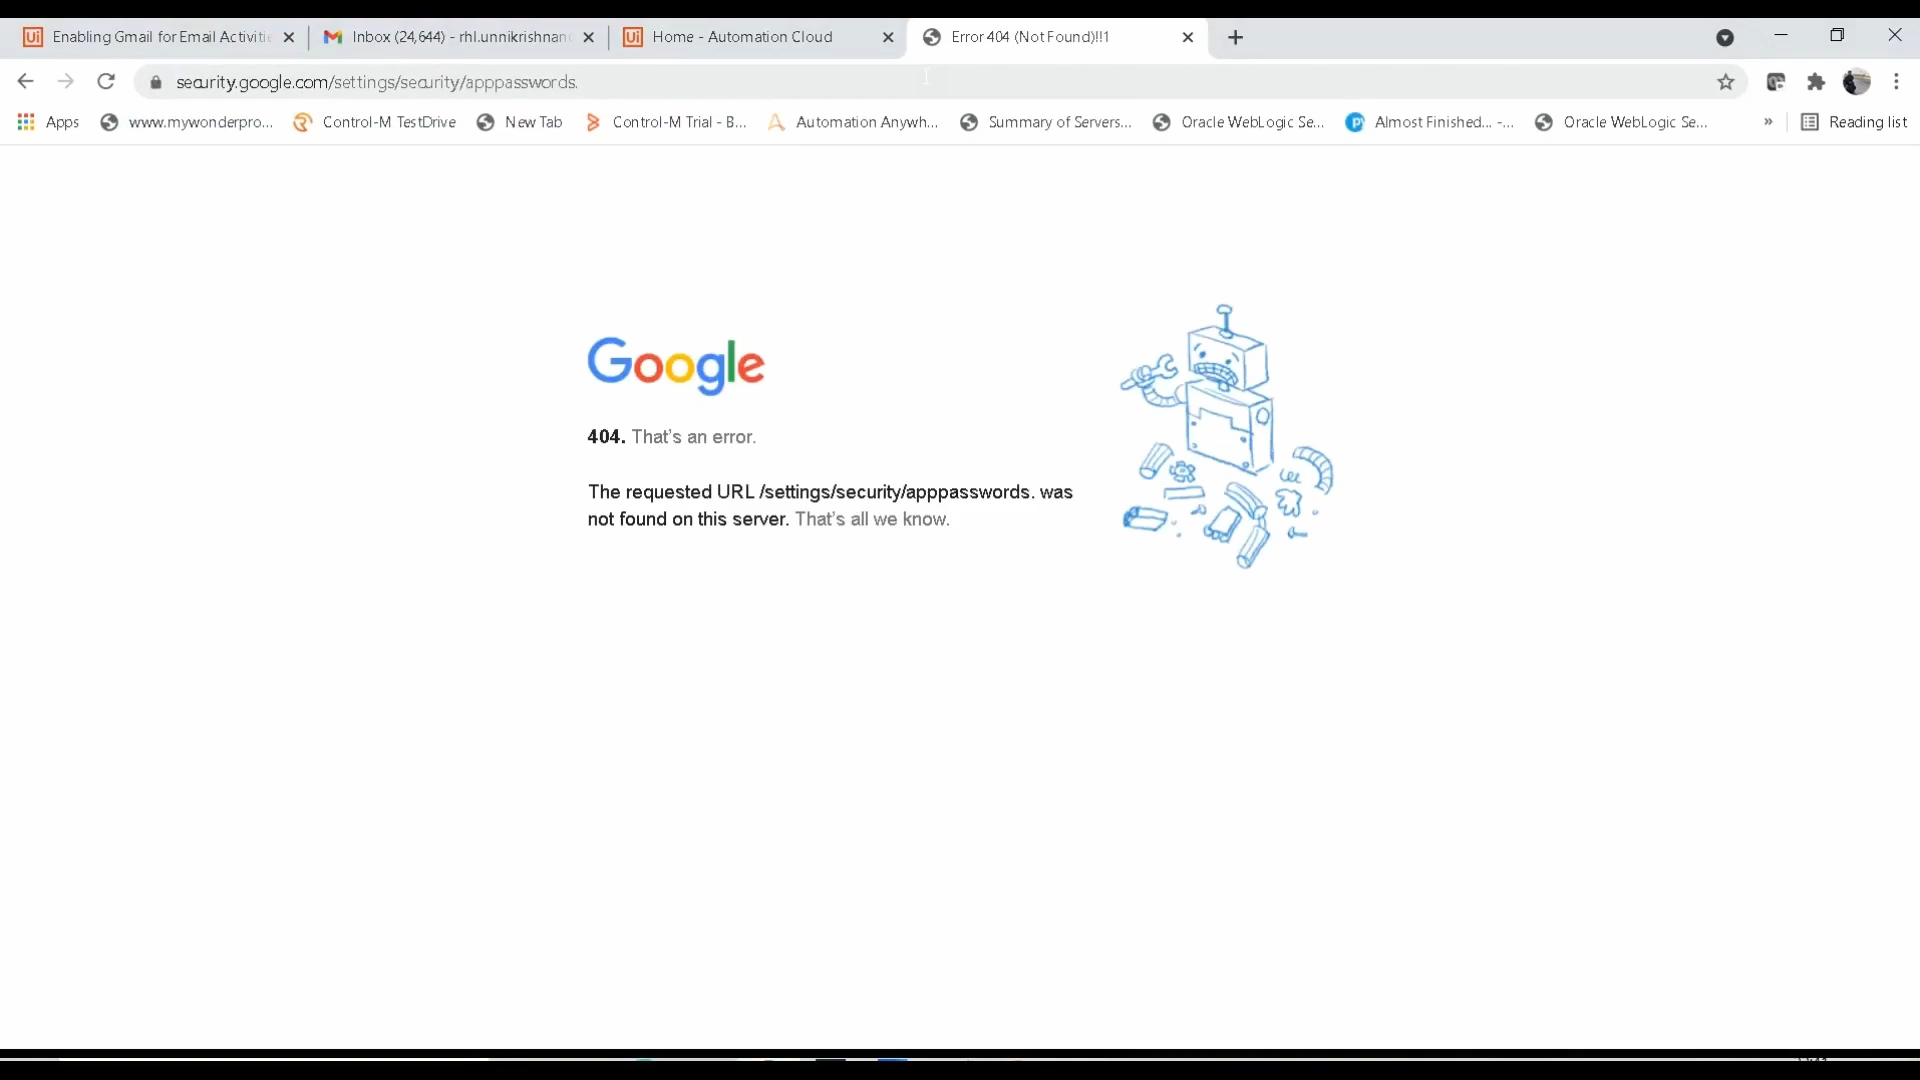 Enabling Gmail for Email Activitie
Inbox (24,644) - rhl.unnikrishnan
Home - Automation Cloud
Error 404 (Not Found)!!1
security.google.com/settings/security/apppasswords.
Apps
www.mywonderpro...
Control-M TestDrive
New Tab
Control-M Trial - B...
Automation Anywh...
Summary of Servers...
Oracle WebLogic Se...
Almost Finished... -...
Oracle WebLogic Se...
»
Reading list
Google
404. That's an error.
The requested URL /settings/security/apppasswords. was
not found on this server. That's all we know.